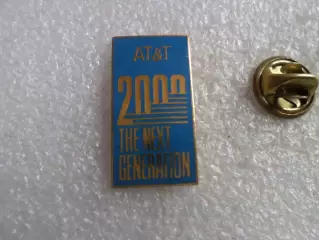 AT&T
2000
THE NEXT
GENERATION